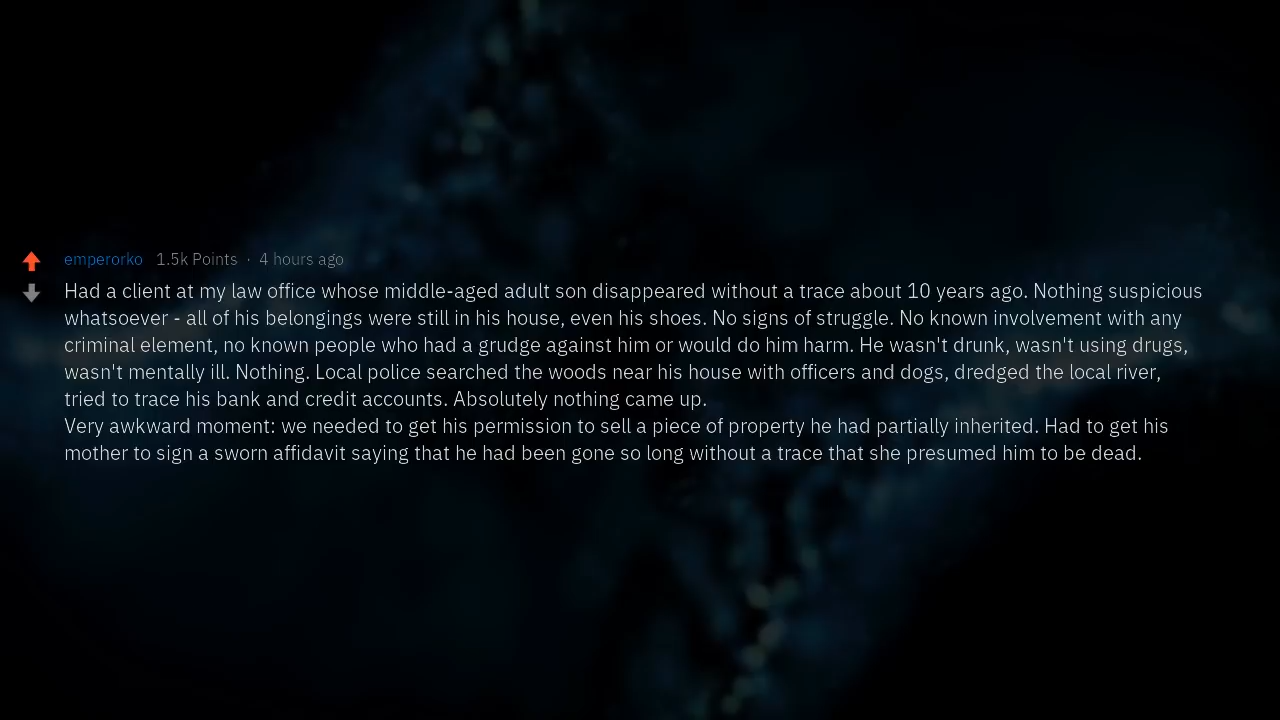 emperorko 1.5k Points · 4 hours ago
Had a client at my law office whose middle-aged adult son disappeared without a trace about 10 years ago. Nothing suspicious
whatsoever - all of his belongings were still in his house, even his shoes. No signs of struggle. No known involvement with any
criminal element, no known people who had a grudge against him or would do him harm. He wasn't drunk, wasn't using drugs,
wasn't mentally ill. Nothing. Local police searched the woods near his house with officers and dogs, dredged the local river,
tried to trace his bank and credit accounts. Absolutely nothing came up.
Very awkward moment: we needed to get his permission to sell a piece of property he had partially inherited. Had to get his
mother to sign a sworn affidavit saying that he had been gone so long without a trace that she presumed him to be dead.